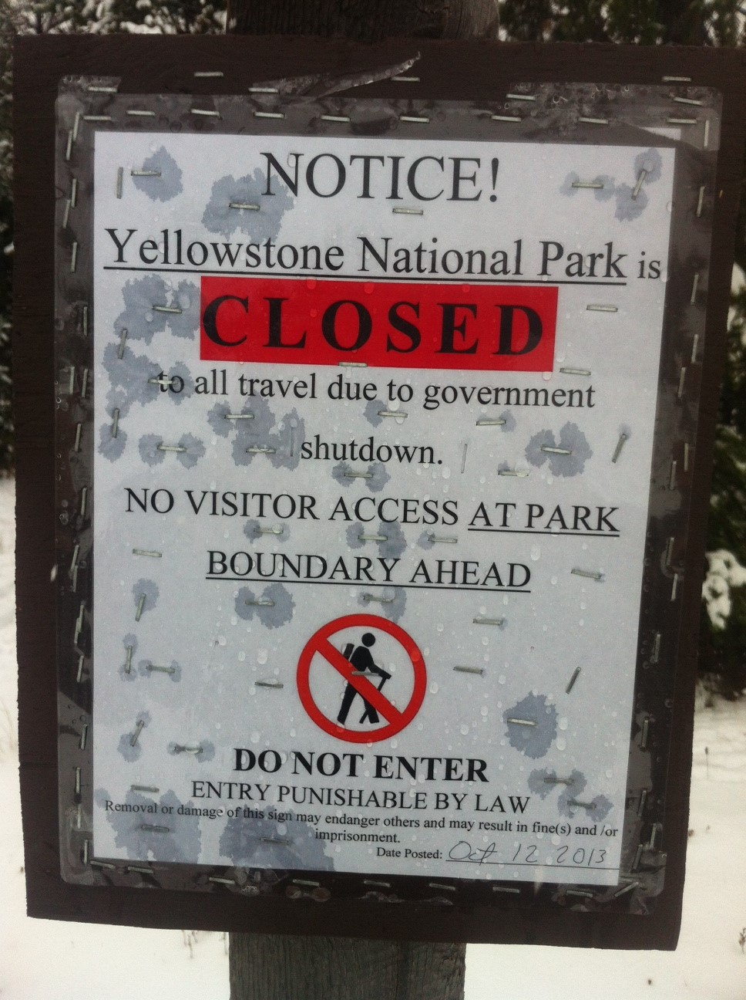 NOTICE!
Yellowstone National Park is
CLOSED
to all travel due to government
shutdown.
NO VISITOR ACCESS AT PARK
BOUNDARY AHEAD
DO NOT ENTER
ENTRY PUNISHABLE BY LAW
Removal or damage of this sign may endanger others and may result in fine(s) and /or
imprisonment.
Date Posted: Oct 12 2013